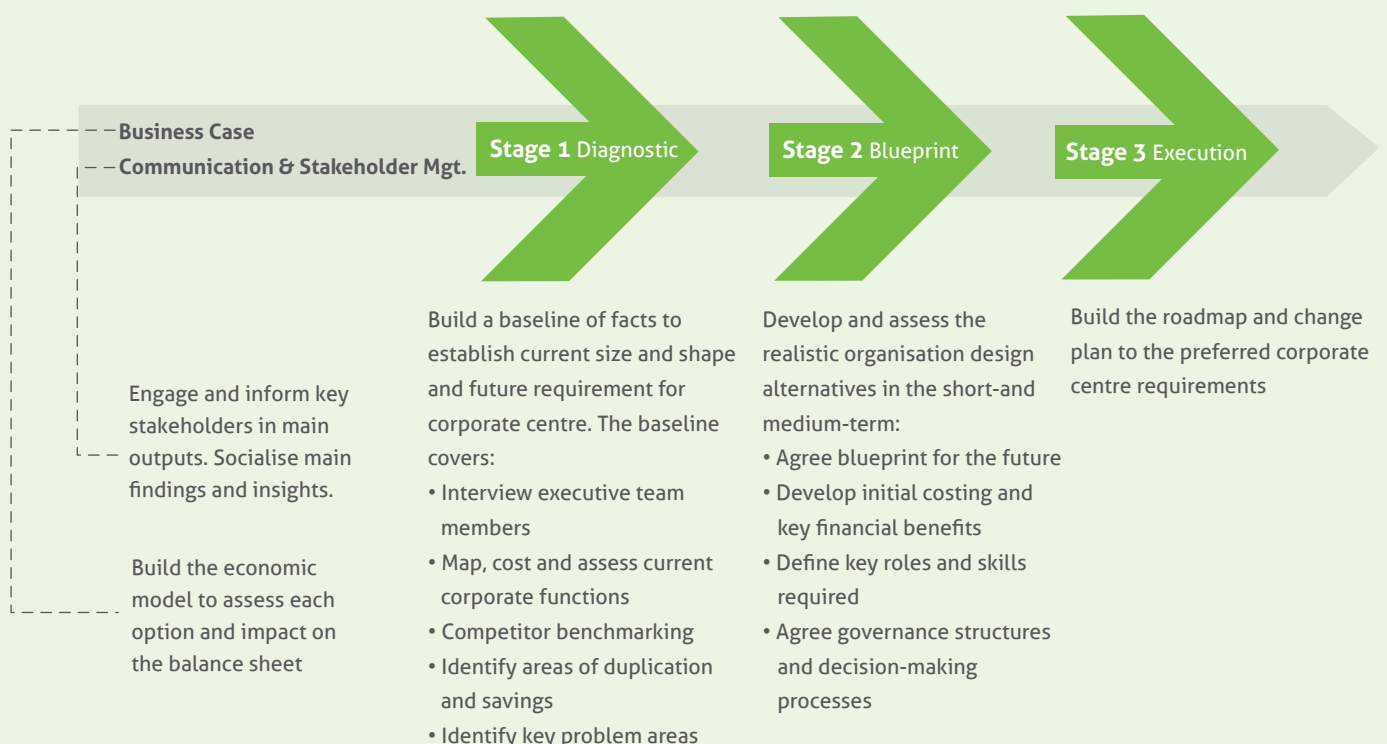 Business Case
Communication & Stakeholder Mgt.
Stage 1 Diagnostic
Stage 2 Blueprint
Stage 3 Execution
Engage and inform key
stakeholders in main
outputs. Socialise main
findings and insights.
Build the economic
model to assess each
option and impact on
the balance sheet
Build a baseline of facts to
establish current size and shape
and future requirement for
corporate centre. The baseline
covers:
• Interview executive team
members
• Map, cost and assess current
corporate functions
• Competitor benchmarking
• Identify areas of duplication
and savings
• Identify key problem areas
Develop and assess the
realistic organisation design
alternatives in the short-and
medium-term:
• Agree blueprint for the future
• Develop initial costing and
key financial benefits
• Define key roles and skills
required
• Agree governance structures
and decision-making
processes
Build the roadmap and change
plan to the preferred corporate
centre requirements